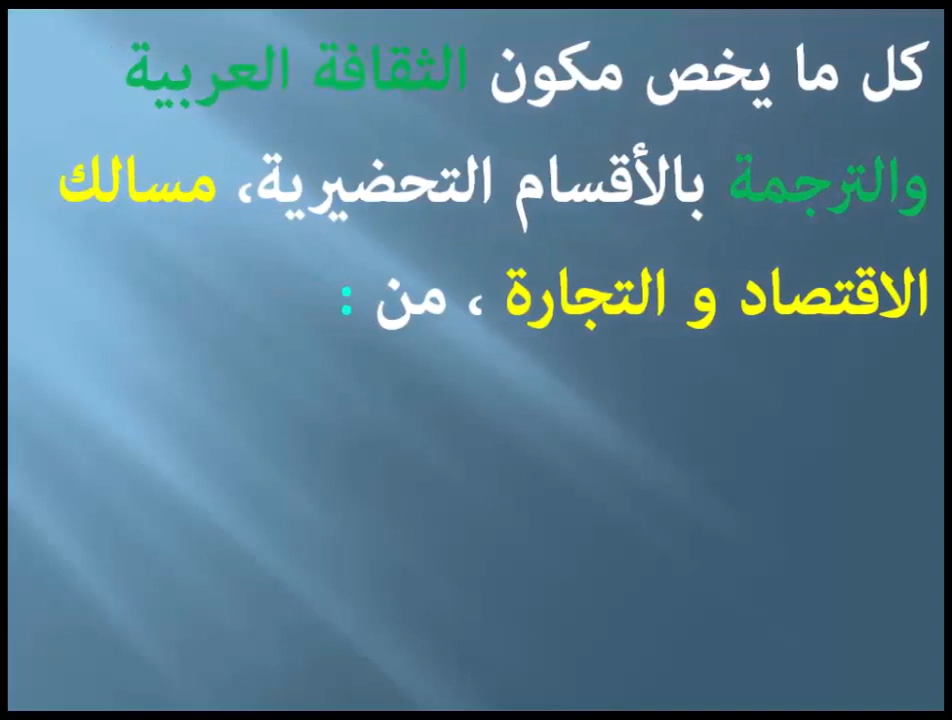 كل ما يخص مكون الثقافة العربية
والترجمة بالأقسام التحضيرية، مسالك
الاقتصاد و التجارة ، من :